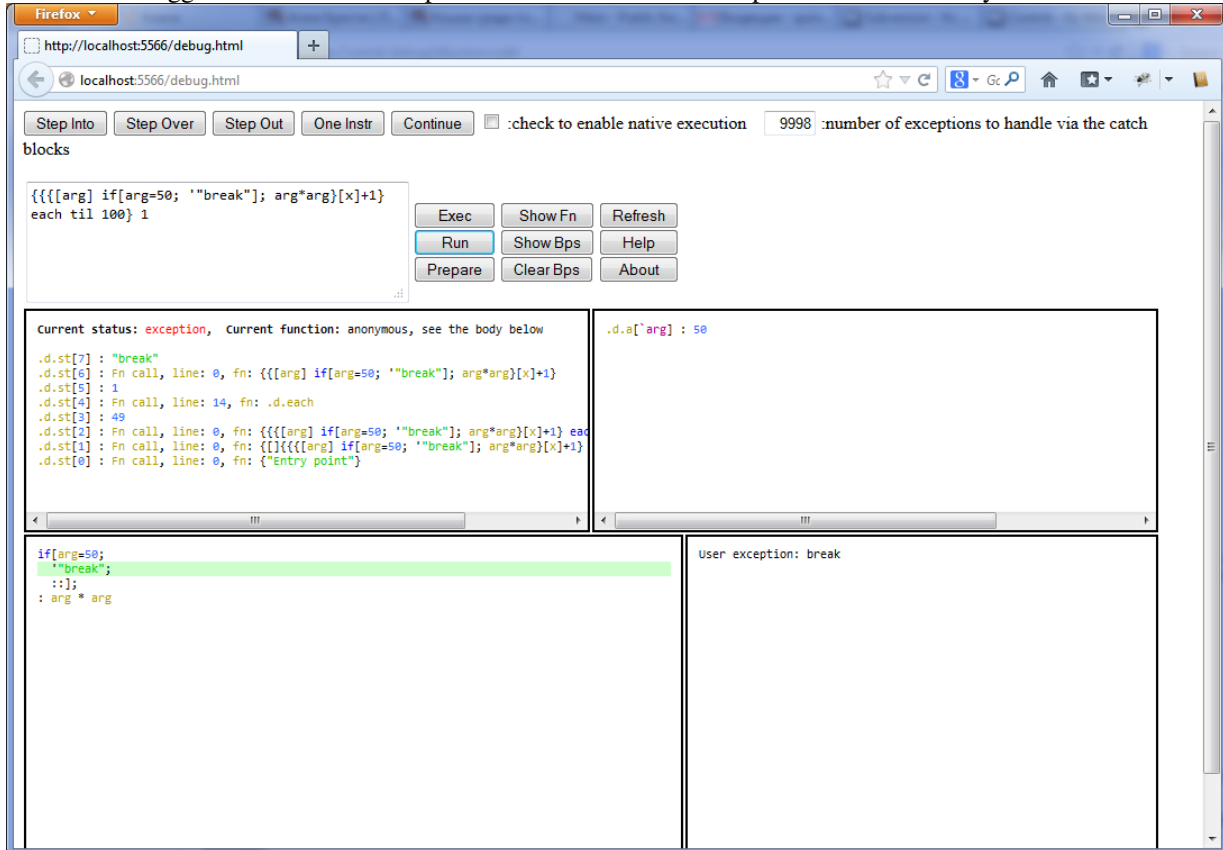 Firefox
http://localhost:5566/debug.html +
localhost:5566/debug.html
Step Into Step Over Step Out One Instr Continue :check to enable native execution 9998 :number of exceptions to handle via the catch
blocks
{{{[arg] if[arg=50; '"break"]; arg*arg}[x]+1}
each til 100} 1
Exec Show Fn Refresh
Run Show Bps Help
Prepare Clear Bps About
Current status: exception, Current function: anonymous, see the body below
.d.st[7] : "break"
.d.st[6] : Fn call, line: 0, fn: {{[arg] if[arg=50; '"break"]; arg*arg}[x]+1}
.d.st[5] : 1
.d.st[4] : Fn call, line: 14, fn: .d.each
.d.st[3] : 49
.d.st[2] : Fn call, line: 0, fn: {{{[arg] if[arg=50; '"break"]; arg*arg}[x]+1} eac
.d.st[1] : Fn call, line: 0, fn: {[]{{{[arg] if[arg=50; '"break"]; arg*arg}[x]+1}
.d.st[0] : Fn call, line: 0, fn: {"Entry point"}
.d.a[`arg] : 50
if[arg=50;
'"break";
::];
: arg * arg
User exception: break